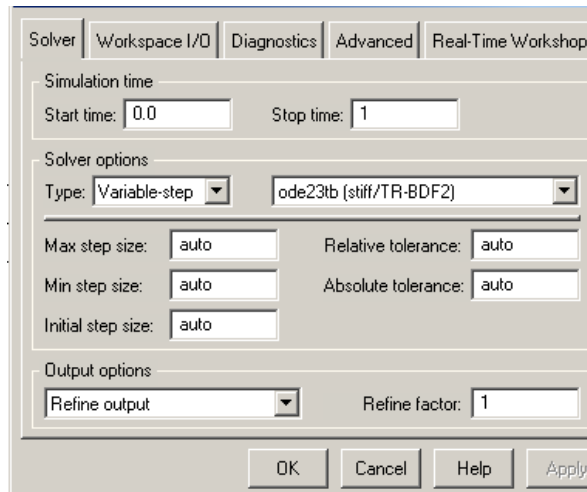 Solver Workspace I/O Diagnostics Advanced Real-Time Workshop
Simulation time
Start time: 0.0 Stop time: 1
Solver options
Type: Variable-step ode23tb (stiff/TR-BDF2)
Max step size: auto Relative tolerance: auto
Min step size: auto Absolute tolerance: auto
Initial step size: auto
Output options
Refine output Refine factor: 1
OK Cancel Help Apply